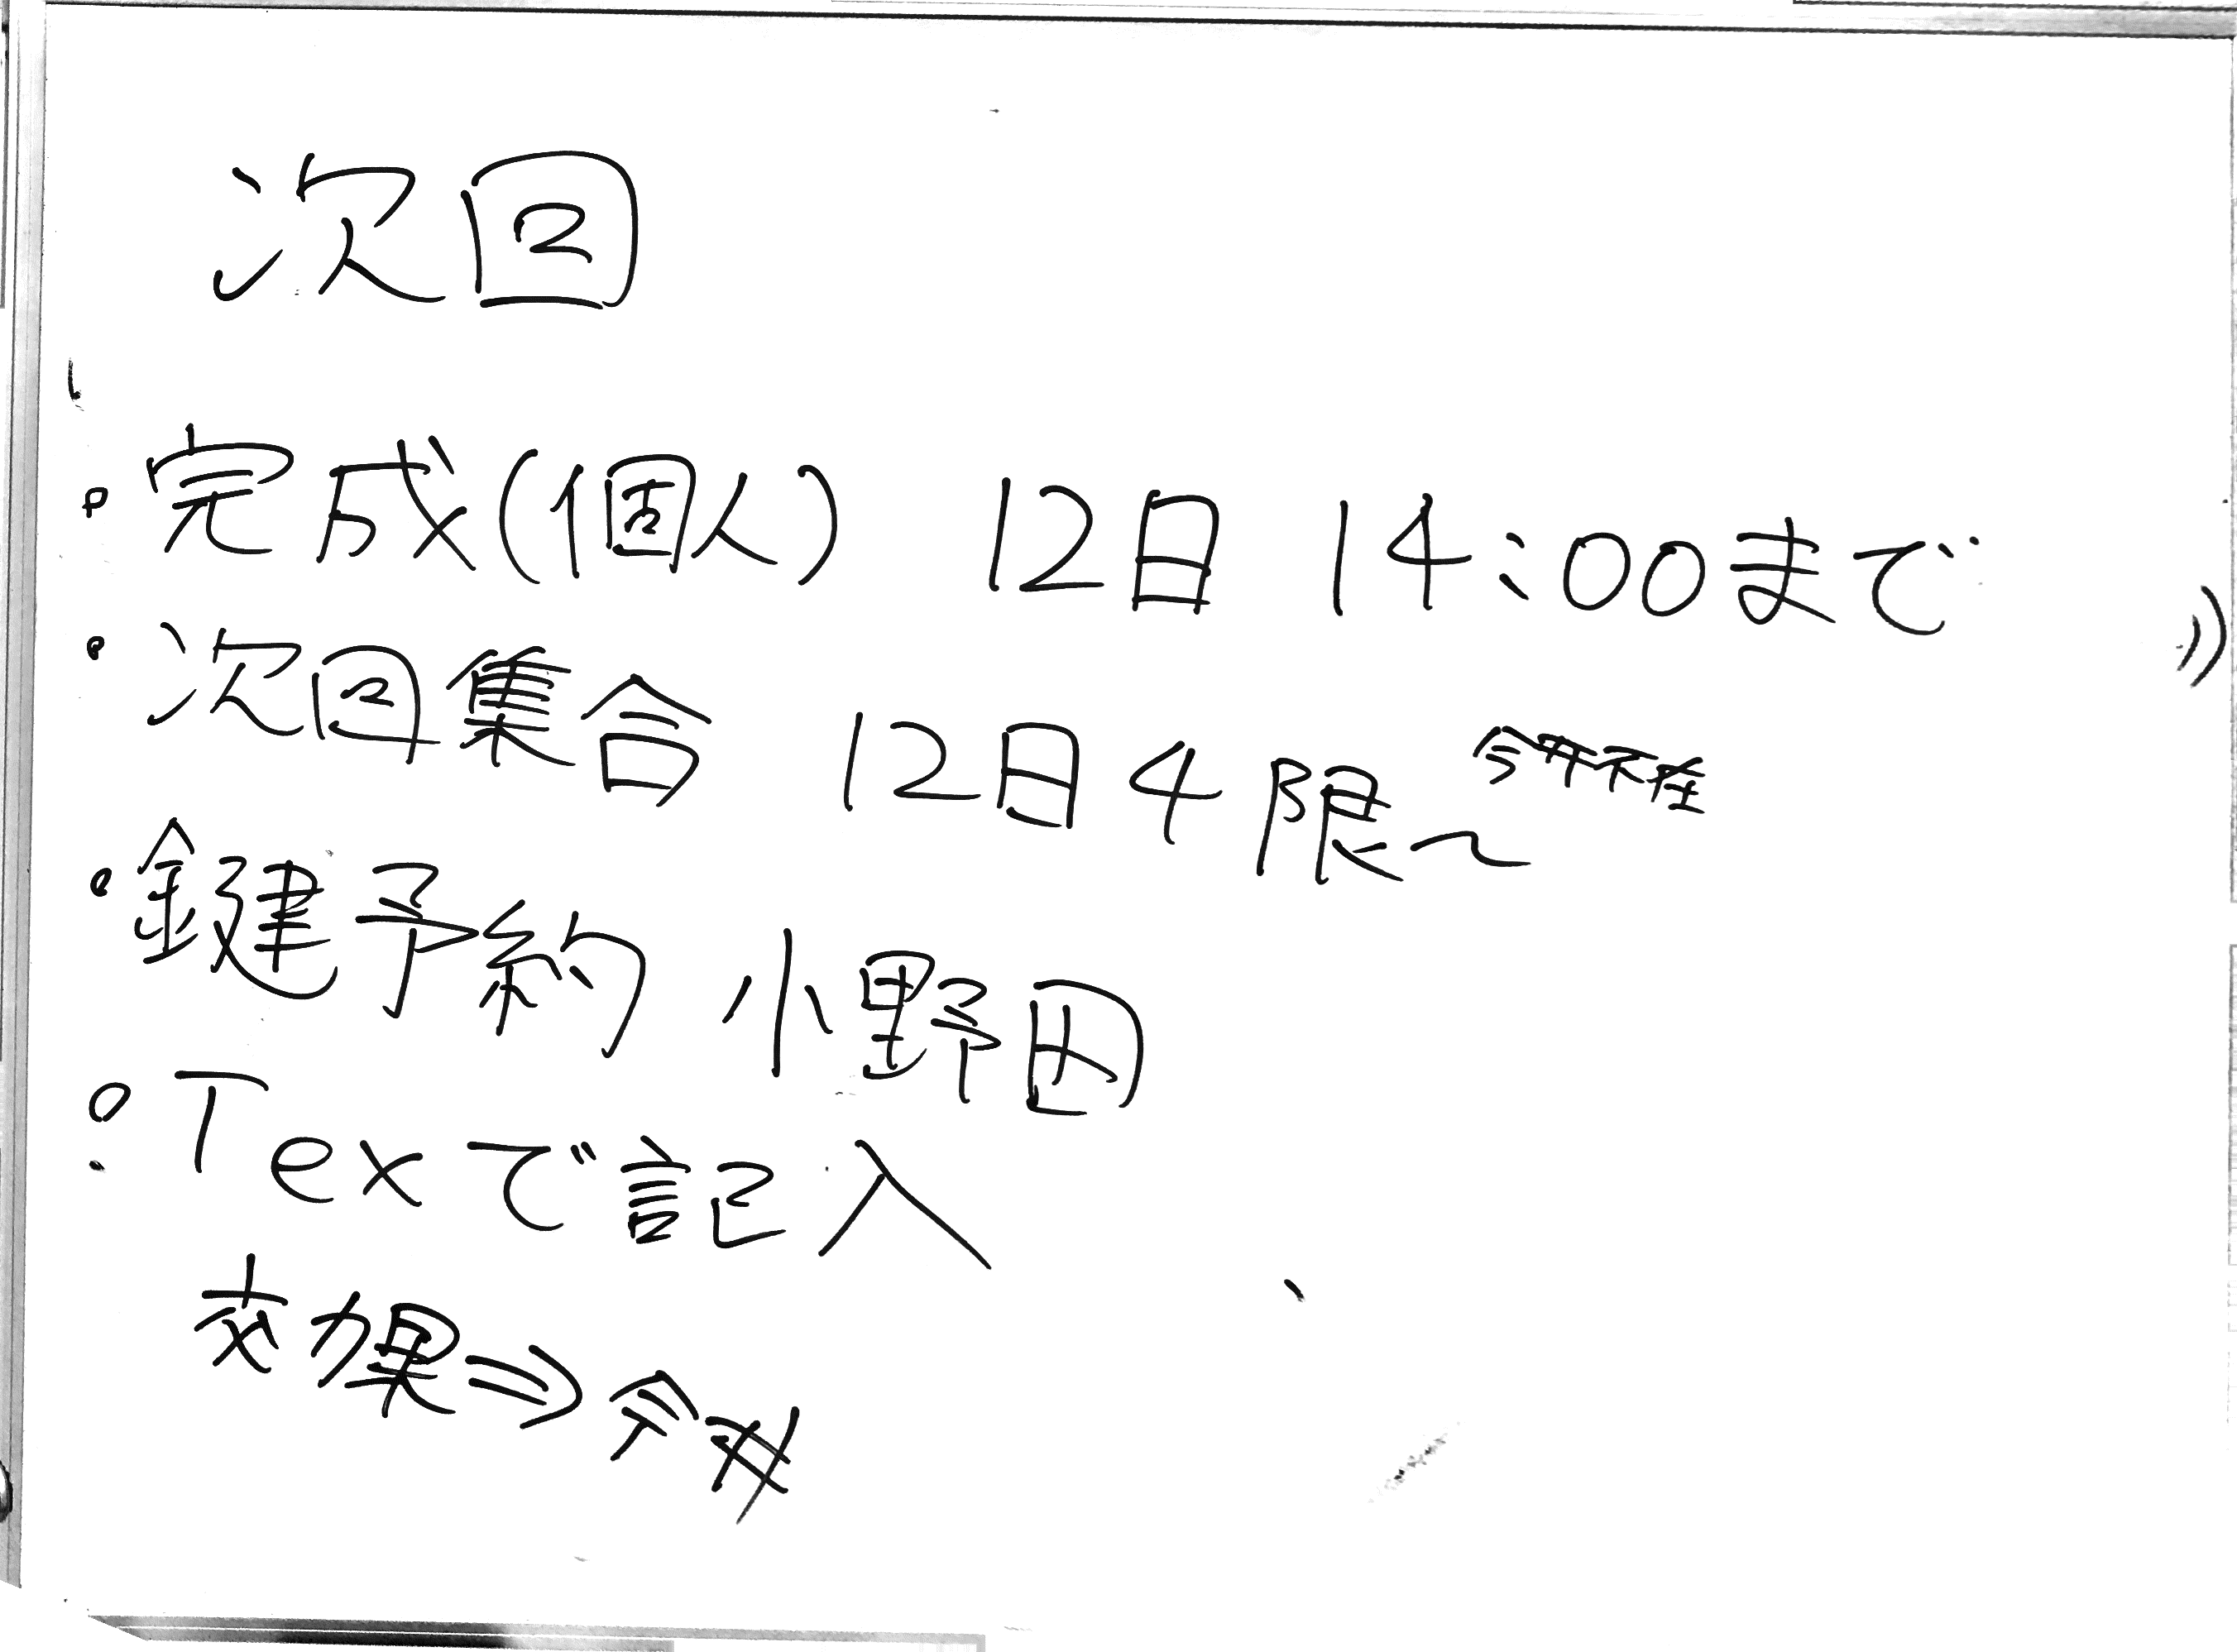 次回
・完成(個人) 12日 14:00まで
・次回集合 12日4限～ 今井不在
・鍵予約 小野田
・Texで記入
効果⇒今井